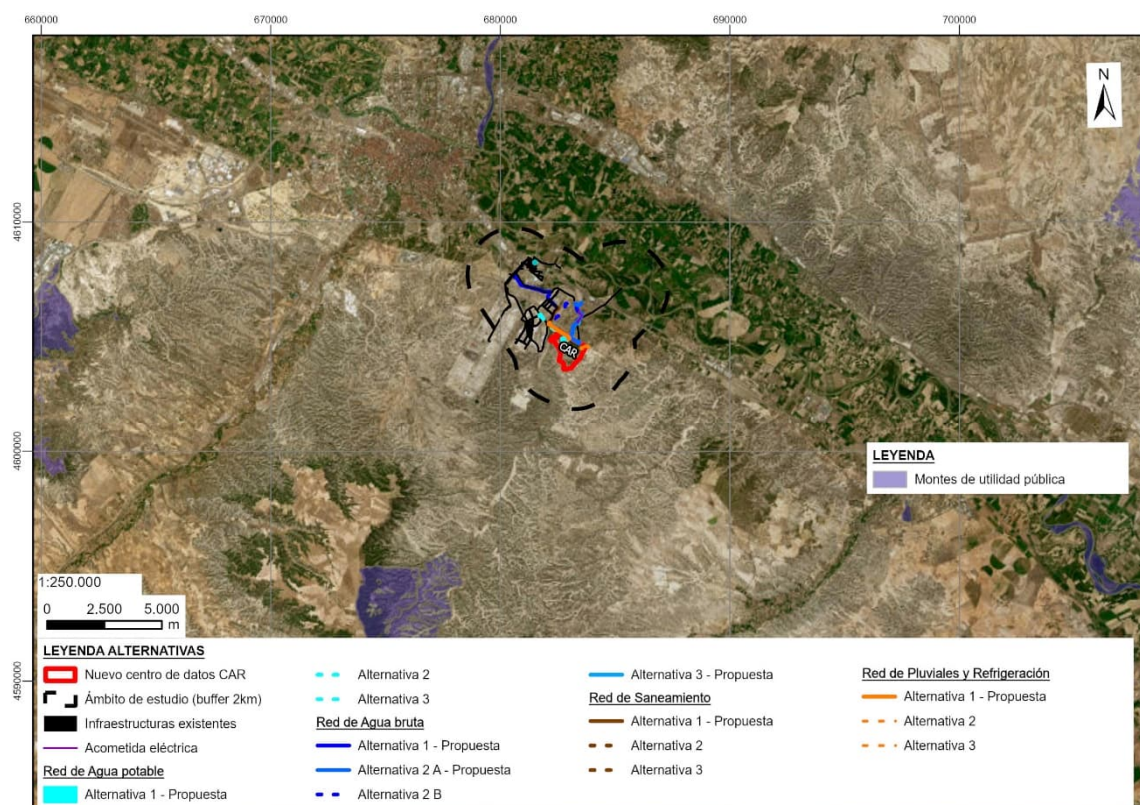 660000
670000
680000
690000
700000
N
4610000
4600000
4590000
CAR
LEYENDA
Montes de utilidad pública
1:250.000
0 2.500 5.000
m
LEYENDA ALTERNATIVAS
Nuevo centro de datos CAR
Ámbito de estudio (buffer 2km)
Infraestructuras existentes
Acometida eléctrica
Red de Agua potable
Alternativa 1 - Propuesta
Alternativa 2
Alternativa 3
Red de Agua bruta
Alternativa 1 - Propuesta
Alternativa 2 A - Propuesta
Alternativa 2 B
Alternativa 3 - Propuesta
Red de Saneamiento
Alternativa 1 - Propuesta
Alternativa 2
Alternativa 3
Red de Pluviales y Refrigeración
Alternativa 1 - Propuesta
Alternativa 2
Alternativa 3